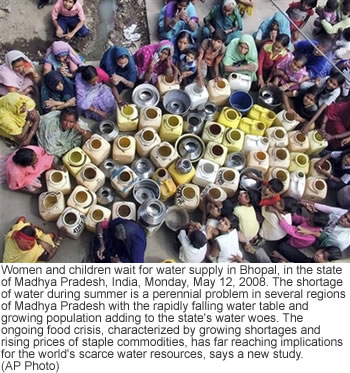 Women and children wait for water supply in Bhopal, in the state
of Madhya Pradesh, India, Monday, May 12, 2008. The shortage
of water during summer is a perennial problem in several regions
of Madhya Pradesh with the rapidly falling water table and
growing population adding to the state's water woes. The
ongoing food crisis, characterized by growing shortages and
rising prices of staple commodities, has far reaching implications
for the world's scarce water resources, says a new study.
(AP Photo)